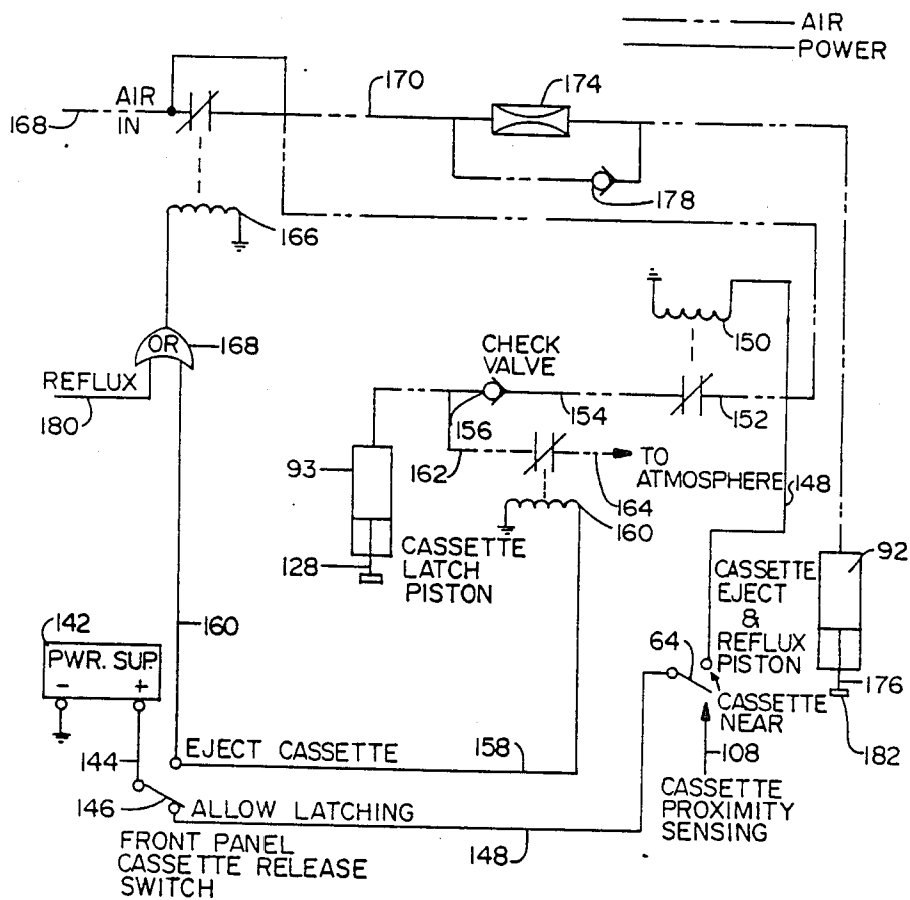 AIR
POWER
170
174
AIR
IN
168
178
166
150
OR
168
CHECK
VALVE
REFLUX
180
152
154
156
93
162
TO
ATMOSPHERE
148
164
160
92
128
CASSETTE
LATCH
PISTON
CASSETTE
EJECT
&
REFLUX
PISTON
142
160
64
PWR. SUP.
- +
176
CASSETTE
NEAR
EJECT CASSETTE
158
108
182
144
146
ALLOW LATCHING
CASSETTE
PROXIMITY
SENSING
148
FRONT PANEL
CASSETTE RELEASE
SWITCH